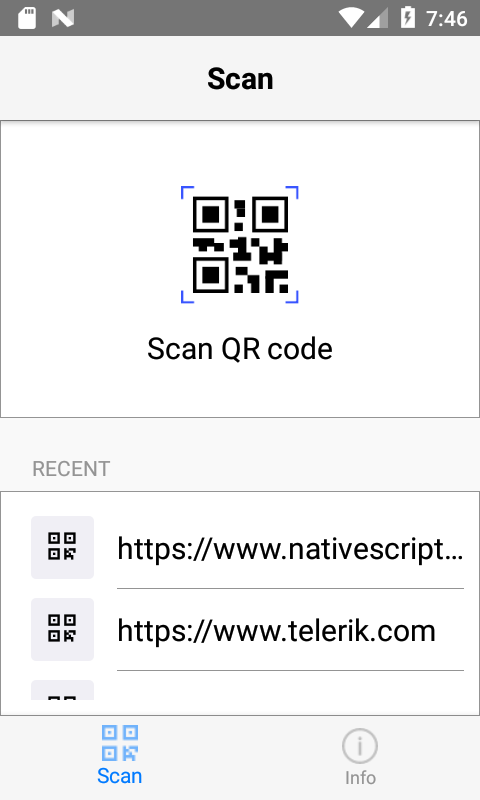 7:46
Scan
Scan QR code
RECENT
https://www.nativescript...
https://www.telerik.com
Scan
Info